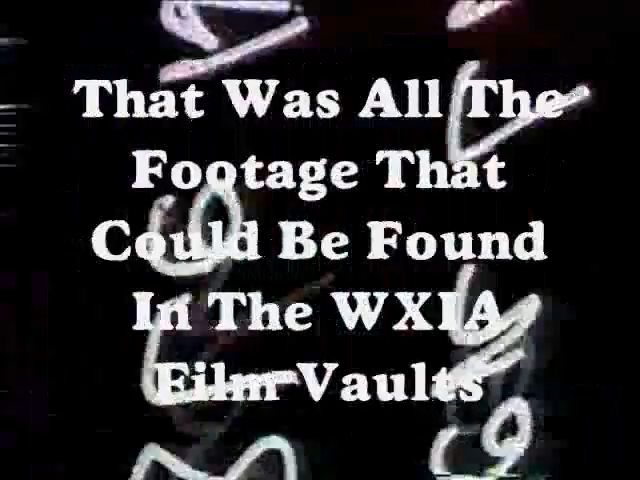 That Was All The
Footage That
Could Be Found
In The WXIA
Film Vaults